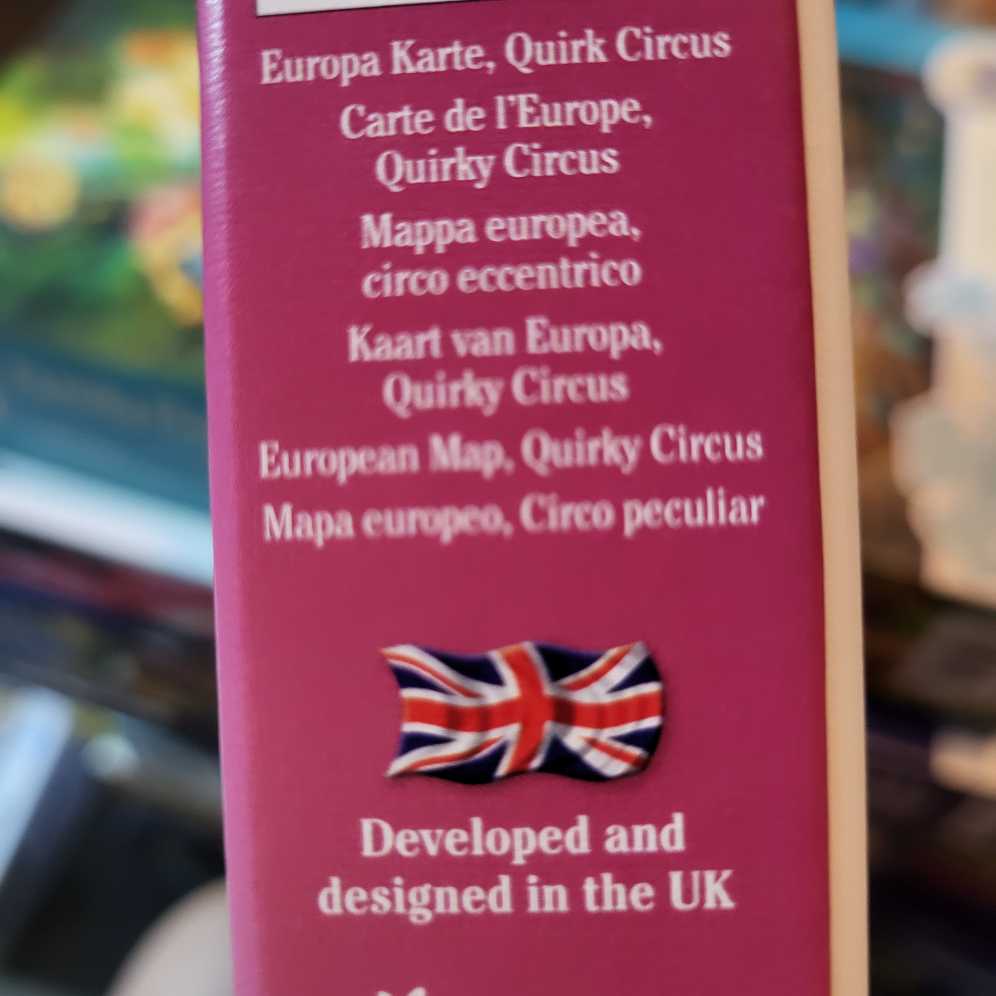 Europa Karte, Quirk Circus
Carte de l'Europe,
Quirky Circus
Mappa europea,
circo eccentrico
Kaart van Europa,
Quirky Circus
European Map, Quirky Circus
Mapa europeo, Circo peculiar
Developed and
designed in the UK